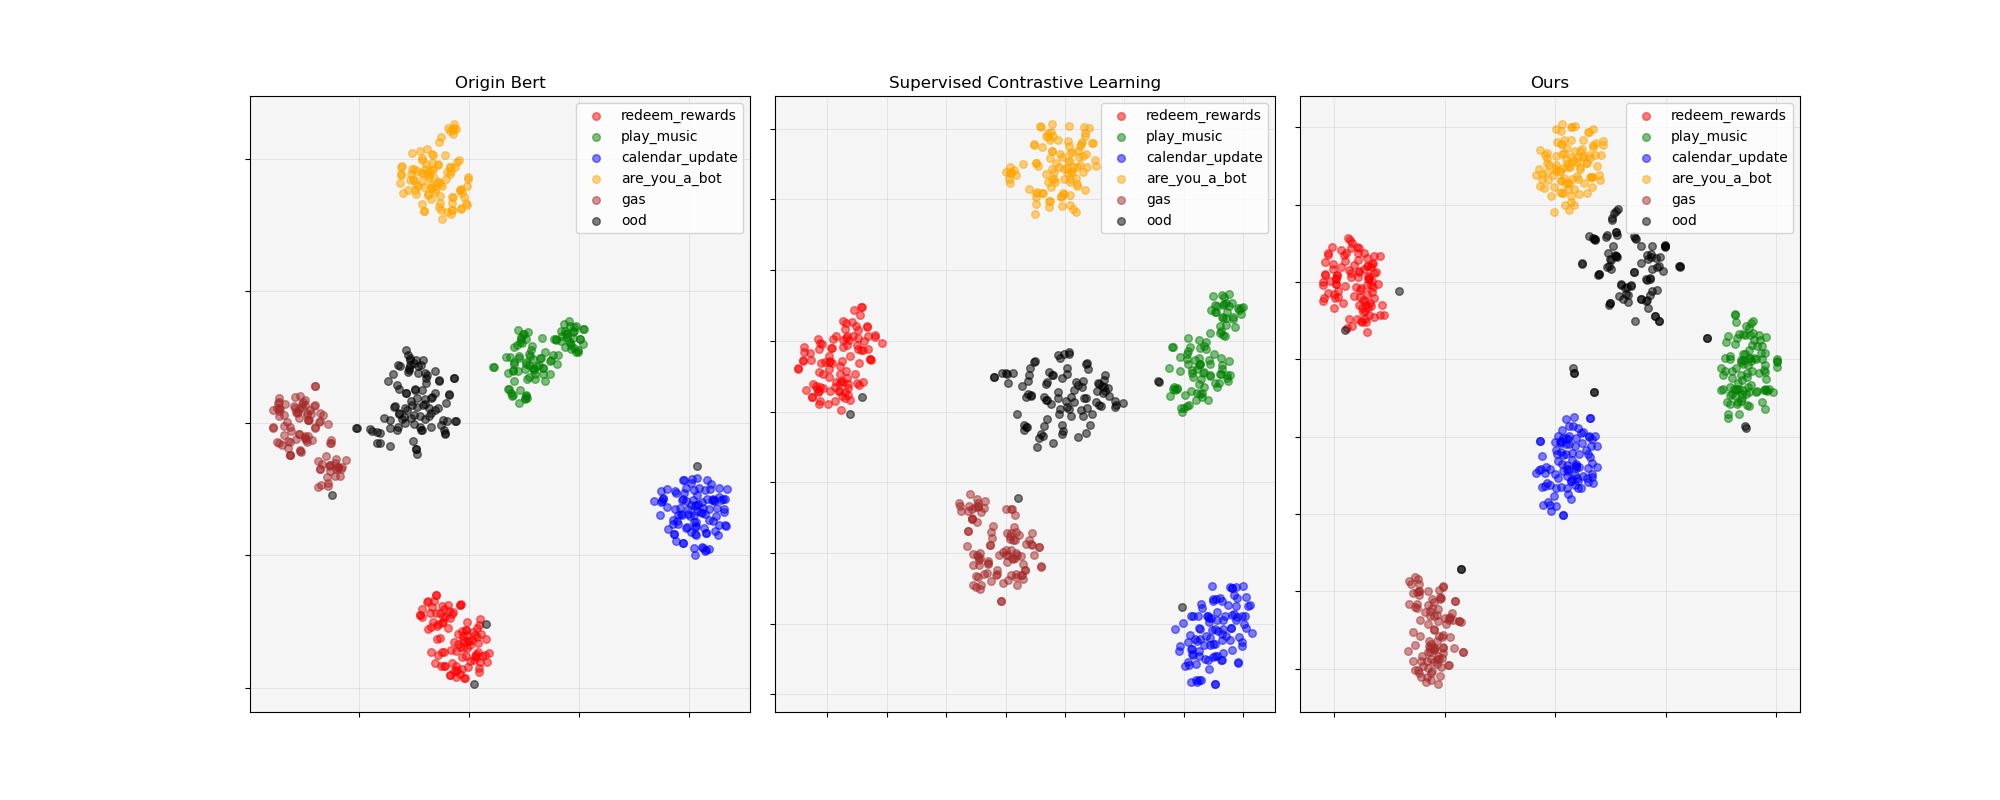 Origin Bert
redeem_rewards
play_music
calendar_update
are_you_a_bot
gas
ood
Supervised Contrastive Learning
redeem_rewards
play_music
calendar_update
are_you_a_bot
gas
ood
Ours
redeem_rewards
play_music
calendar_update
are_you_a_bot
gas
ood